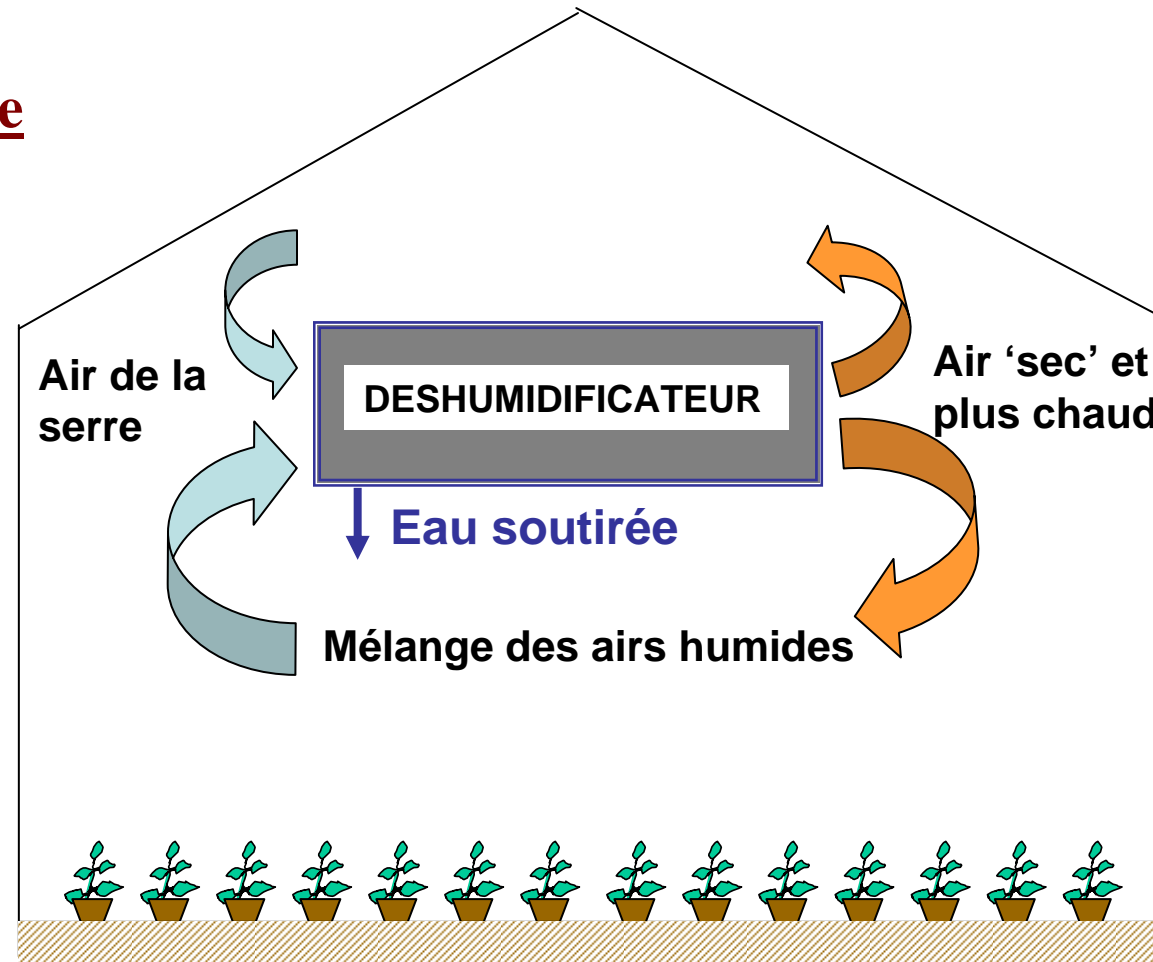 e
Air de la
serre
DESHUMIDIFICATEUR
Air ‘sec’ et
plus chaud
Eau soutirée
Mélange des airs humides